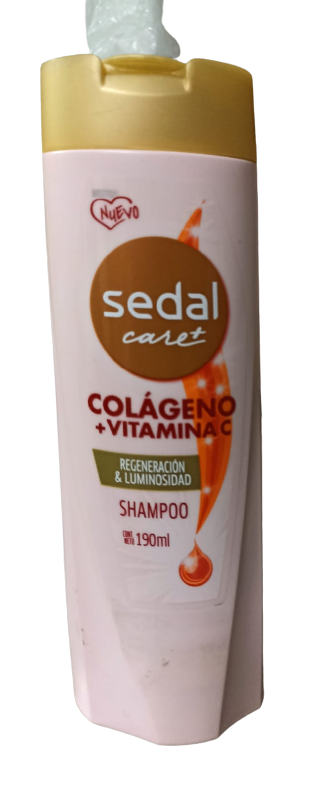 NUEVO
sedal
care+
COLÁGENO
+VITAMINA C
REGENERACIÓN
& LUMINOSIDAD
SHAMPOO
CONT.
NETO 190ml